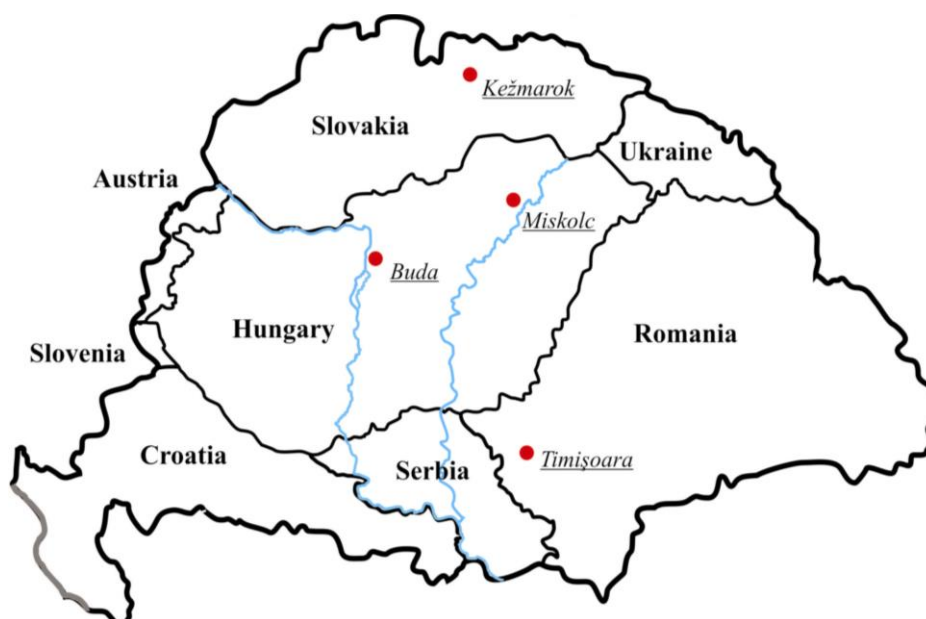 Kežmarok
Slovakia
Ukraine
Austria
Miskolc
Buda
Hungary
Romania
Slovenia
Croatia
Serbia
Timişoara